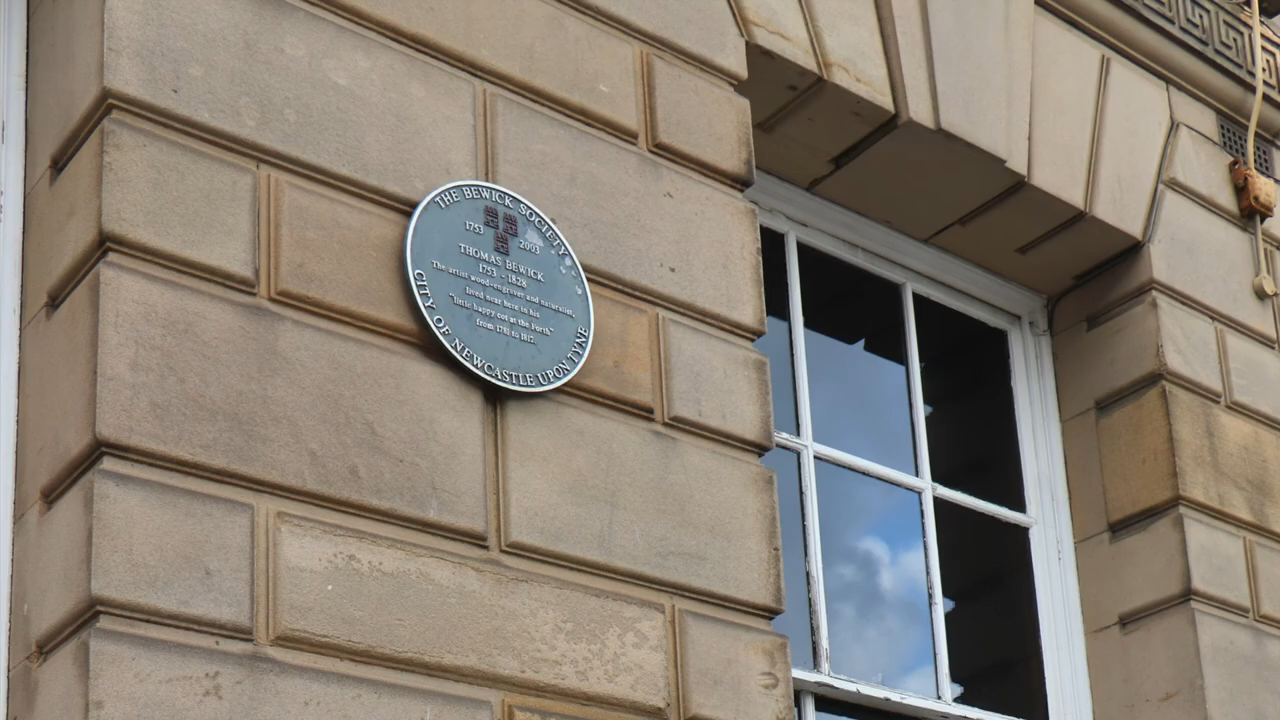 THE BEWICK SOCIETY
1753 2003
THOMAS BEWICK
1753 - 1828
The artist wood-engraver and naturalist,
lived near here in his
"little happy cot at the Forth"
from 1781 to 1812.
CITY OF NEWCASTLE UPON TYNE